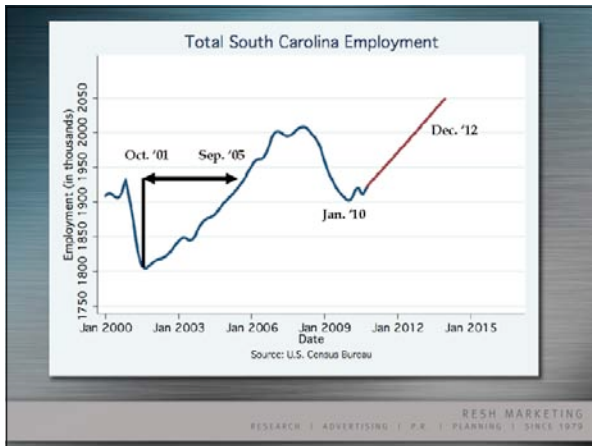 Total South Carolina Employment
Employment (in thousands)
2050
2000
1950
1900
1850
1800
1750
Oct. '01
Sep. '05
Jan. '10
Dec. '12
Jan 2000
Jan 2003
Jan 2006
Jan 2009
Jan 2012
Jan 2015
Date
Source: U.S. Census Bureau
RESH MARKETING
RESEARCH | ADVERTISING | P.R. | PLANNING | SINCE 1979